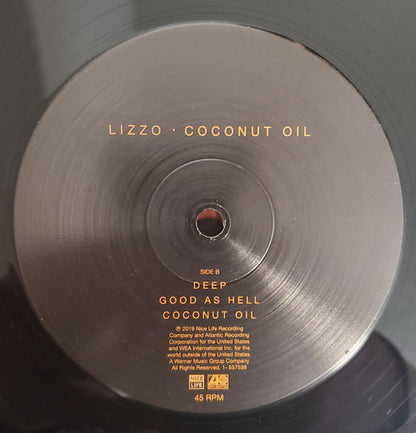 LIZZO · COCONUT OIL
SIDE B
DEEP
GOOD AS HELL
COCONUT OIL
℗ 2019 Nice Life Recording
Company and Atlantic Recording
Corporation for the United States
and WEA International Inc. for the
world outside of the United States.
A Warner Music Group Company
All Rights Reserved. 1- 557538
NICE
LIFE
45 RPM